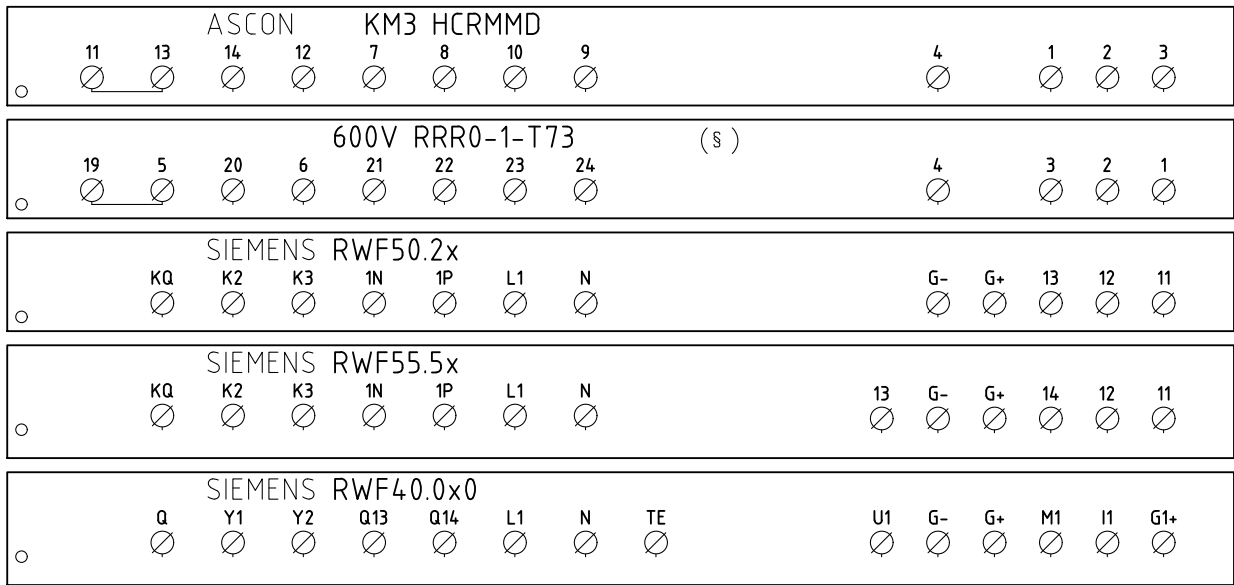 ASCON KM3 HCRMMD
11 13 14 12 7 8 10 9 4 1 2 3
600V RRR0-1-T73 (§)
19 5 20 6 21 22 23 24 4 3 2 1
SIEMENS RWF50.2x
KQ K2 K3 1N 1P L1 N G- G+ 13 12 11
SIEMENS RWF55.5x
KQ K2 K3 1N 1P L1 N 13 G- G+ 14 12 11
SIEMENS RWF40.0x0
Q Y1 Y2 Q13 Q14 L1 N TE U1 G- G+ M1 I1 G1+